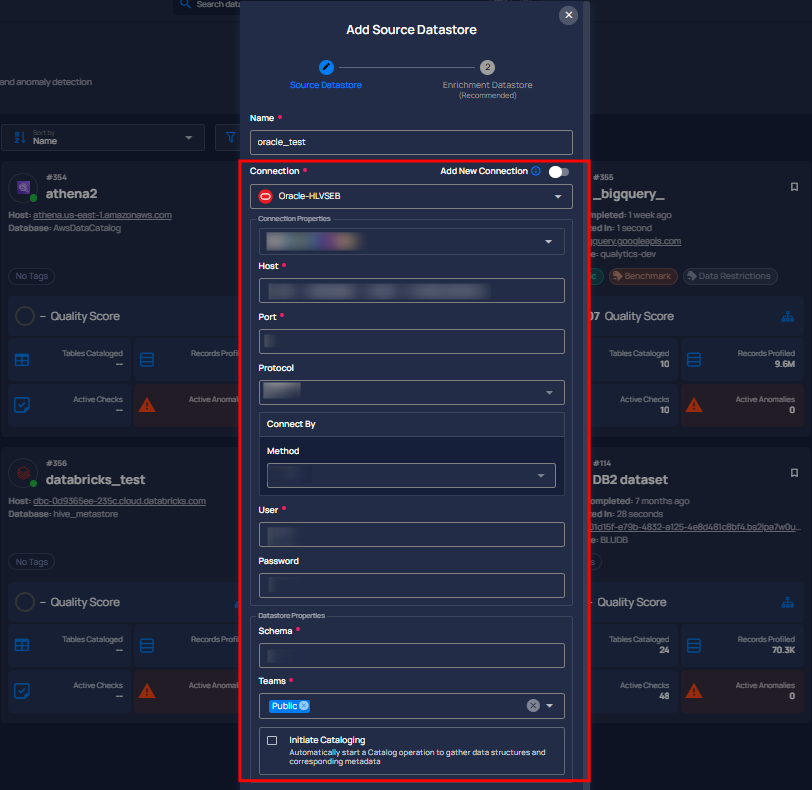 Search data
Add Source Datastore
Source Datastore
2
Enrichment Datastore
(Recommended)
and anomaly detection
Name *
oracle_test
Sort by
Name
Connection *
Add New Connection
Oracle-HLVSEB
Connection Properties
Host *
Port *
Protocol
Connect By
Method
User *
Password
Datastore Properties
Schema *
Teams *
Public
Initiate Cataloging
Automatically start a Catalog operation to gather data structures and
corresponding metadata
#354
athena2
Host: athena.us-east-1.amazonaws.com
Database: AwsDataCatalog
No Tags
– Quality Score
Tables Cataloged
--
Records Profil
Active Checks
--
Active Anomal
#355
_bigquery_
mpleted: 1 week ago
ed In: 1 second
gquery.googleapis.com
e: qualytics-dev
Benchmark
Data Restrictions
07 Quality Score
Tables Cataloged
10
Records Profiled
9.6M
Active Checks
10
Active Anomalies
0
#356
databricks_test
Host: dbc-0d9365ee-235c.cloud.databricks.com
Database: hive_metastore
No Tags
– Quality Score
Tables Cataloged
--
Records Profil
Active Checks
--
Active Anomal
#114
DB2 dataset
ompleted: 7 months ago
ed In: 28 seconds
01d15f-e79b-4832-a125-4e8d481c8bf4.bs2ipa7w0u...
e: BLUDB
– Quality Score
Tables Cataloged
24
Records Profiled
70.3K
Active Checks
48
Active Anomalies
0